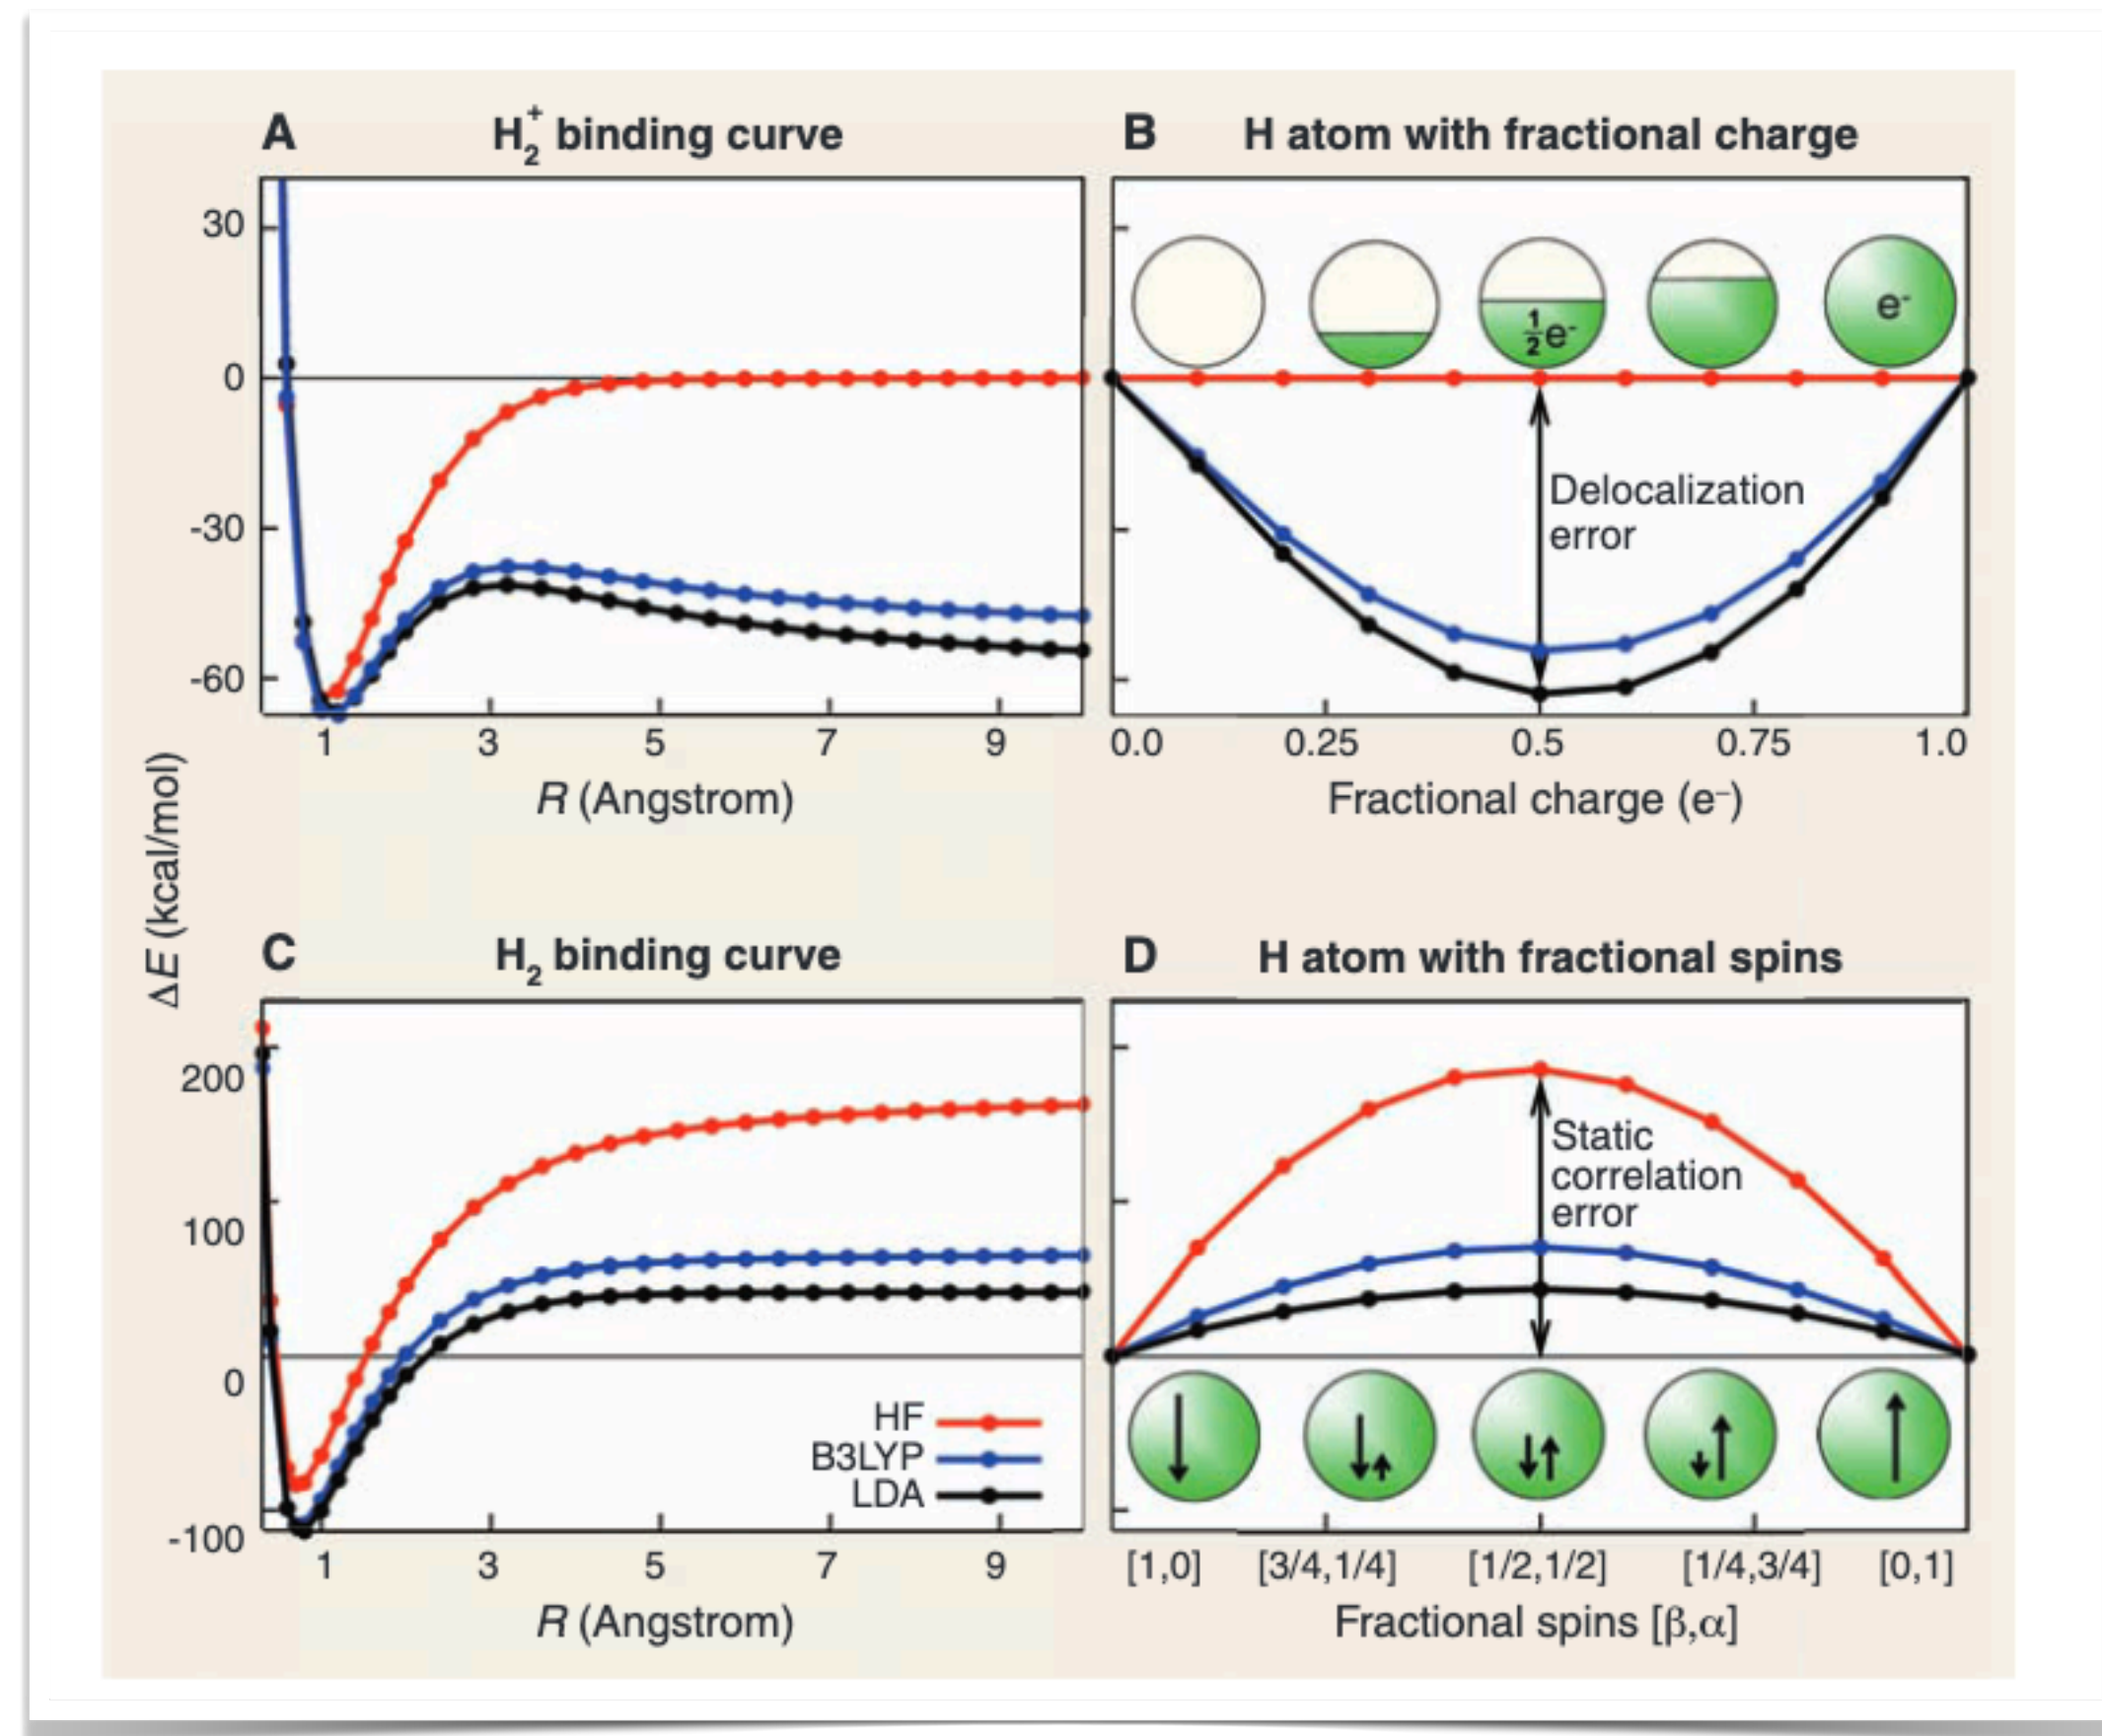 A H₂⁺ binding curve
B H atom with fractional charge
30
0
-30
-60
½e⁻
e⁻
Delocalization
error
1 3 5 7 9
0.0 0.25 0.5 0.75 1.0
R (Angstrom)
Fractional charge (e⁻)
ΔE (kcal/mol)
C H₂ binding curve
D H atom with fractional spins
200
100
0
-100
HF
B3LYP
LDA
Static
correlation
error
1 3 5 7 9
[1,0] [3/4,1/4] [1/2,1/2] [1/4,3/4] [0,1]
R (Angstrom)
Fractional spins [β,α]